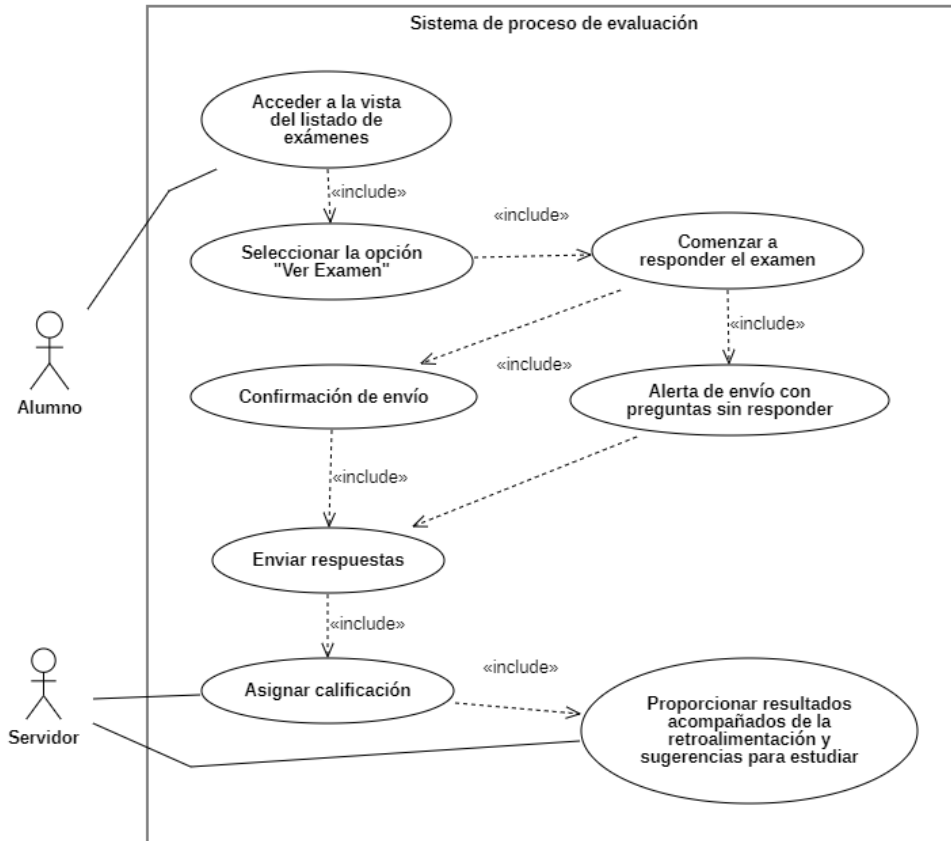 Sistema de proceso de evaluación
Acceder a la vista
del listado de
exámenes
«include»
«include»
Seleccionar la opción
"Ver Examen"
Comenzar a
responder el examen
«include»
«include»
Alumno
Confirmación de envío
Alerta de envío con
preguntas sin responder
«include»
Enviar respuestas
«include»
«include»
Servidor
Asignar calificación
Proporcionar resultados
acompañados de la
retroalimentación y
sugerencias para estudiar